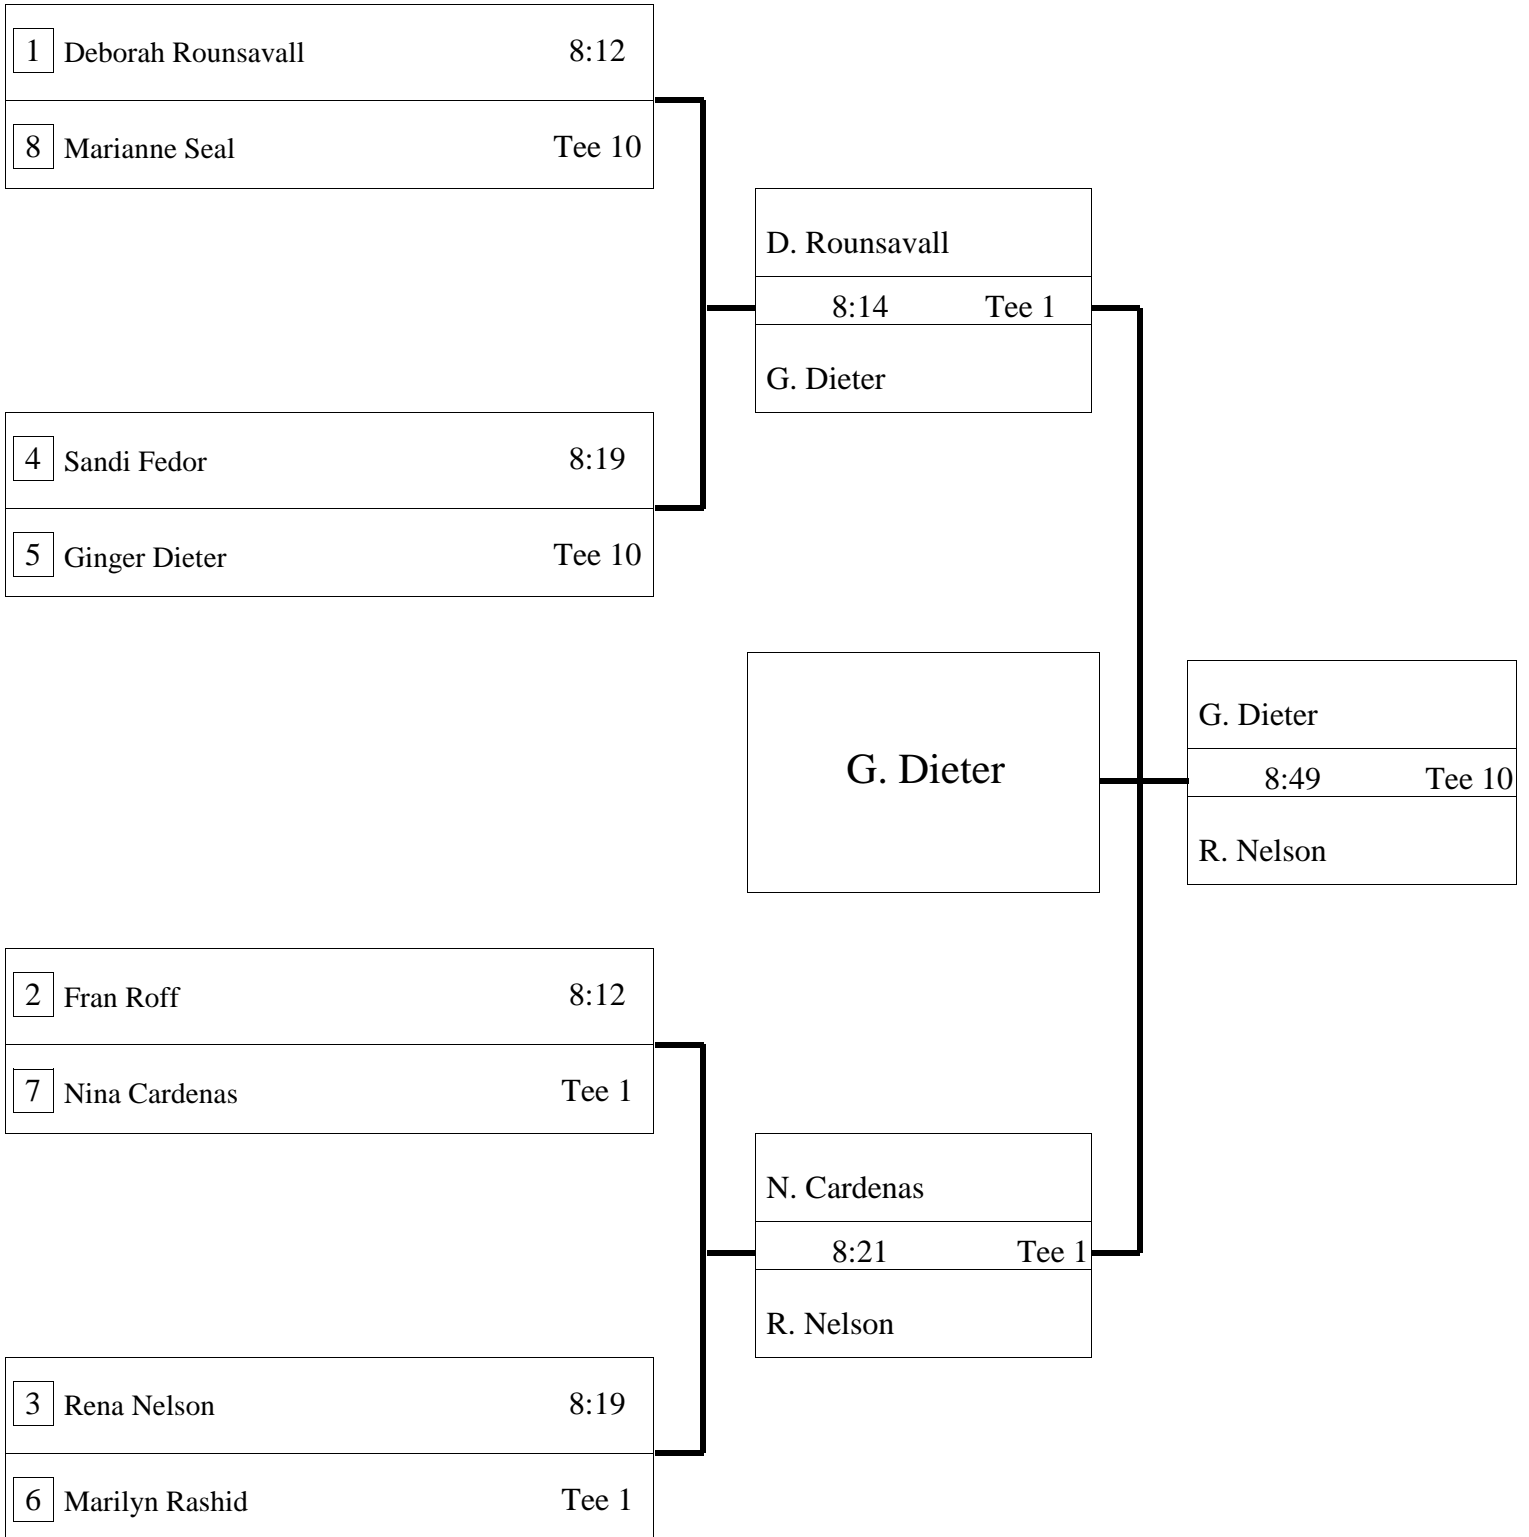 1 Deborah Rounsavall 8:12
8 Marianne Seal Tee 10
D. Rounsavall
8:14 Tee 1
G. Dieter
4 Sandi Fedor 8:19
5 Ginger Dieter Tee 10
G. Dieter
G. Dieter
8:49 Tee 10
R. Nelson
2 Fran Roff 8:12
7 Nina Cardenas Tee 1
N. Cardenas
8:21 Tee 1
R. Nelson
3 Rena Nelson 8:19
6 Marilyn Rashid Tee 1